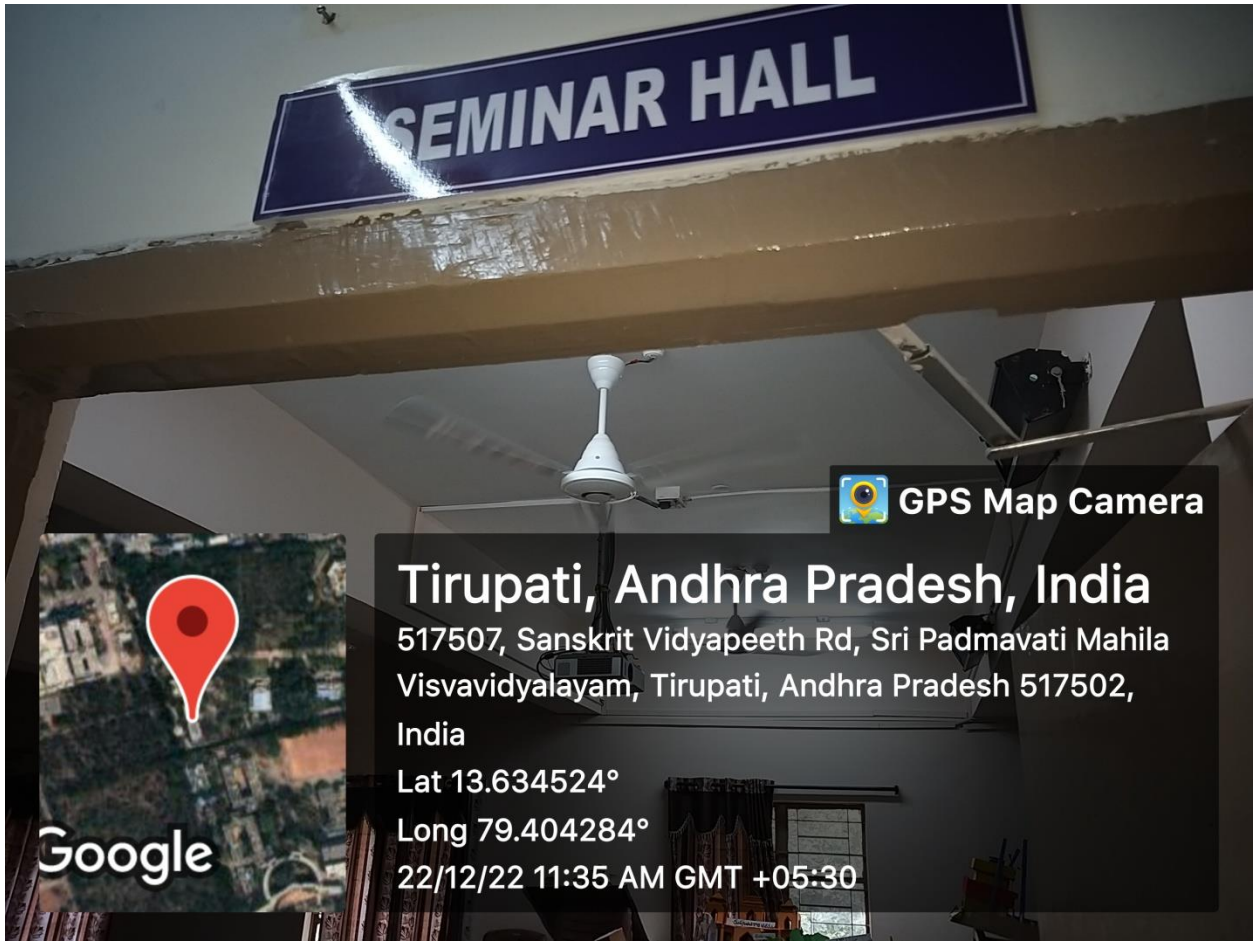 SEMINAR HALL
GPS Map Camera
Tirupati, Andhra Pradesh, India
517507, Sanskrit Vidyapeeth Rd, Sri Padmavati Mahila
Visvavidyalayam, Tirupati, Andhra Pradesh 517502,
India
Lat 13.634524°
Long 79.404284°
22/12/22 11:35 AM GMT +05:30
Google